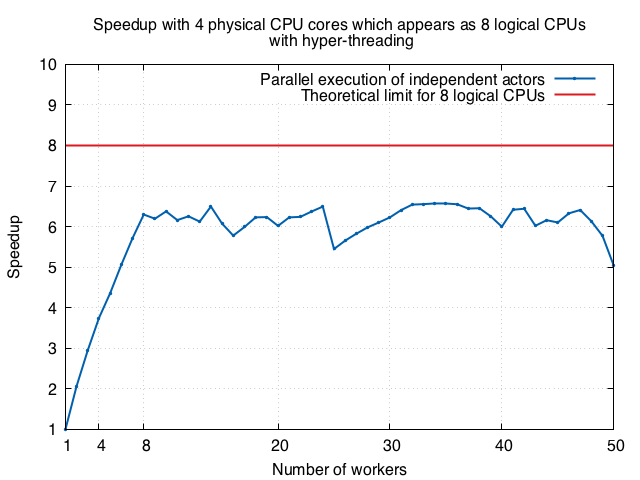 Speedup with 4 physical CPU cores which appears as 8 logical CPUs
with hyper-threading
10
Parallel execution of independent actors
Theoretical limit for 8 logical CPUs
9
8
7
6
5
4
3
2
1
Speedup
1 4 8 20 30 40 50
Number of workers